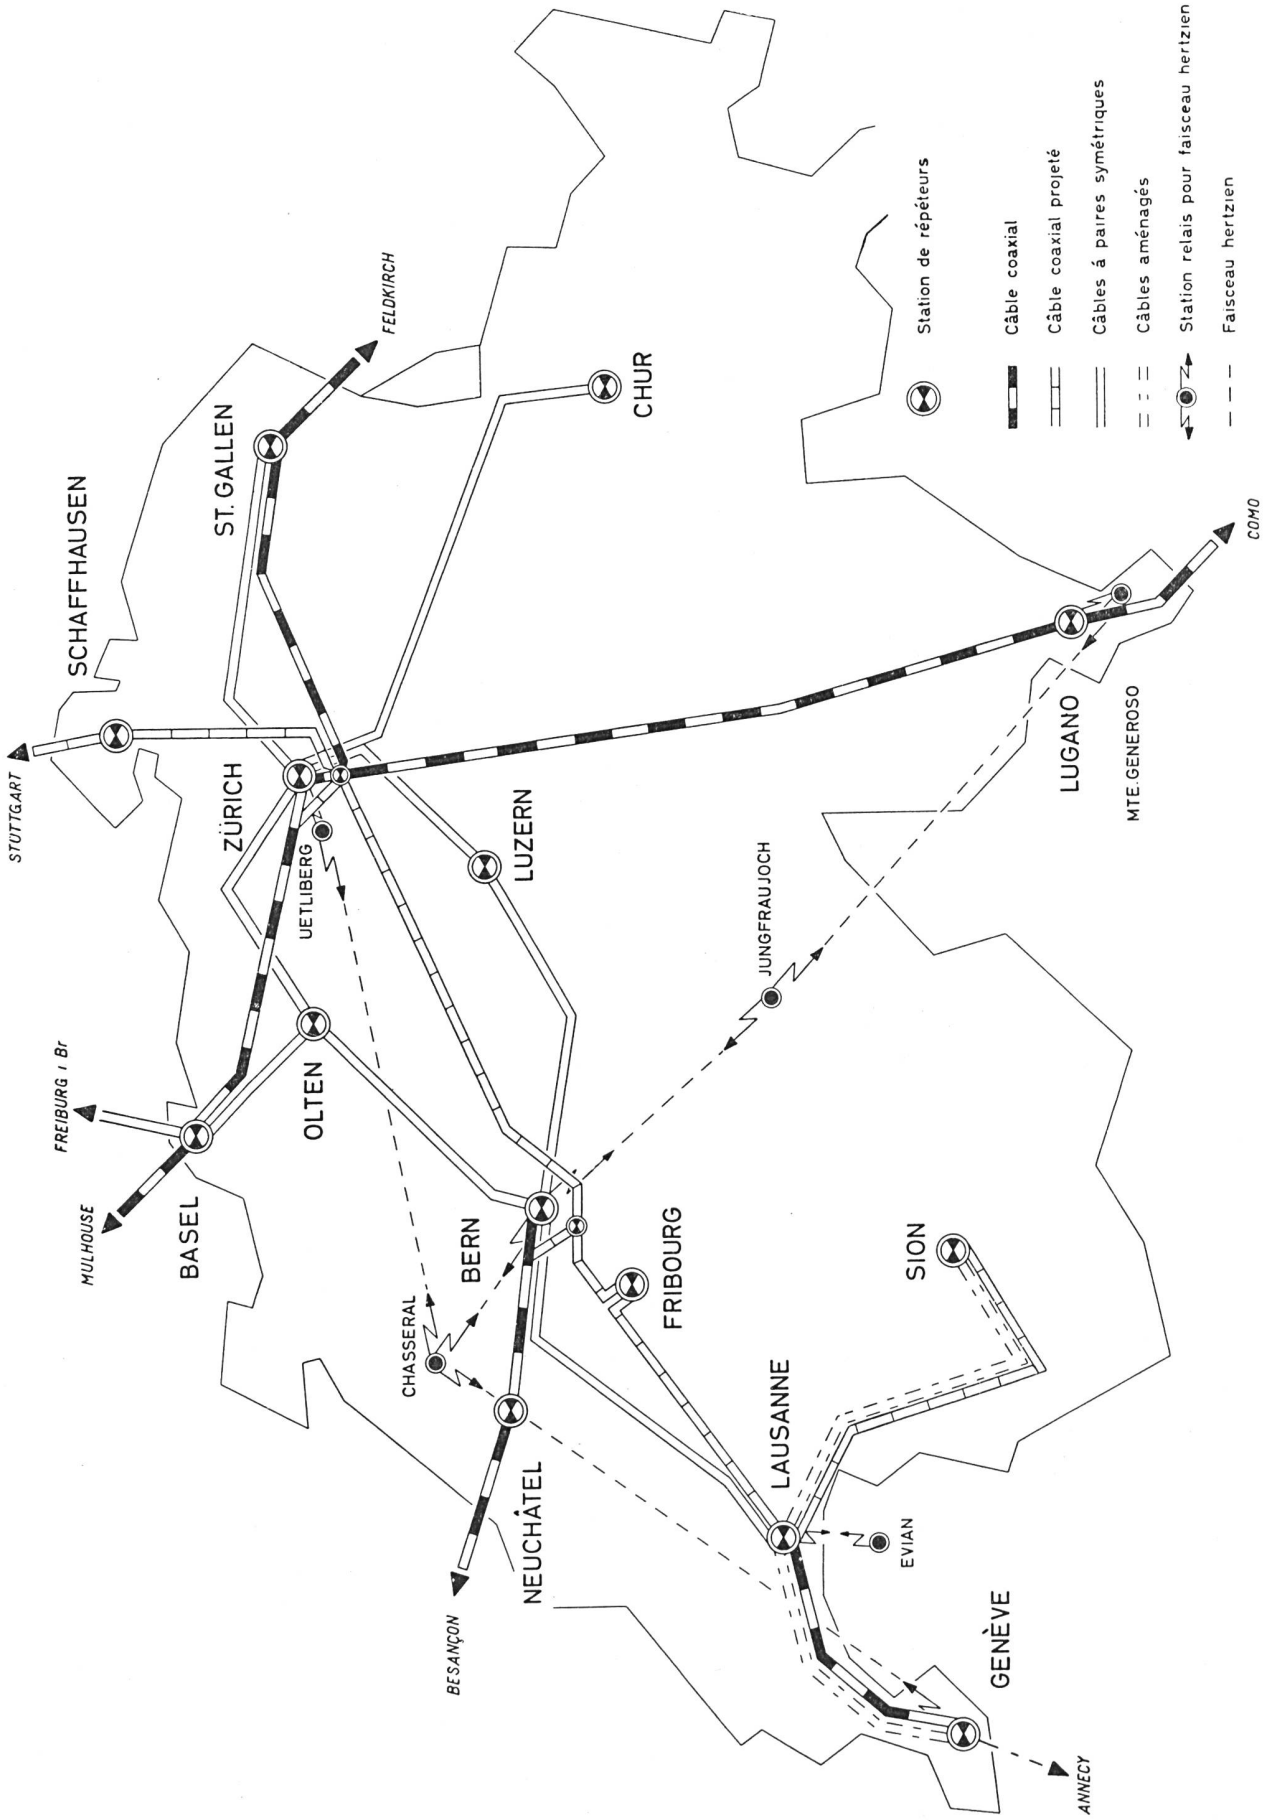 STUTTGART
SCHAFFHAUSEN
ST. GALLEN
FELDKIRCH
FREIBURG i Br
ZÜRICH
MULHOUSE
UETLIBERG
CHUR
BASEL
OLTEN
LUZERN
CHASSERAL
BERN
JUNGFRAUJOCH
BESANÇON
NEUCHÂTEL
FRIBOURG
LUGANO
MTE. GENEROSO
COMO
LAUSANNE
SION
EVIAN
GENÈVE
ANNECY
Station de répéteurs
Câble coaxial
Câble coaxial projeté
Câbles á paires symétriques
Câbles aménagés
Station relais pour faisceau hertzien
Faisceau hertzien